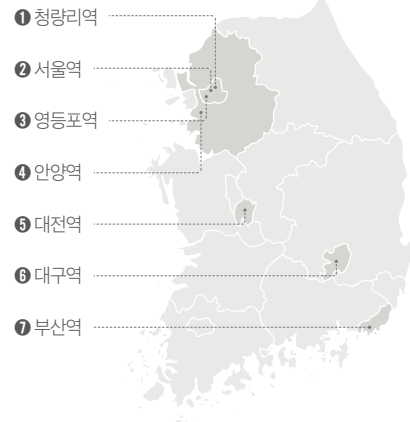 ❶ 청량리역
❷ 서울역
❸ 영등포역
❹ 안양역
❺ 대전역
❻ 대구역
❼ 부산역